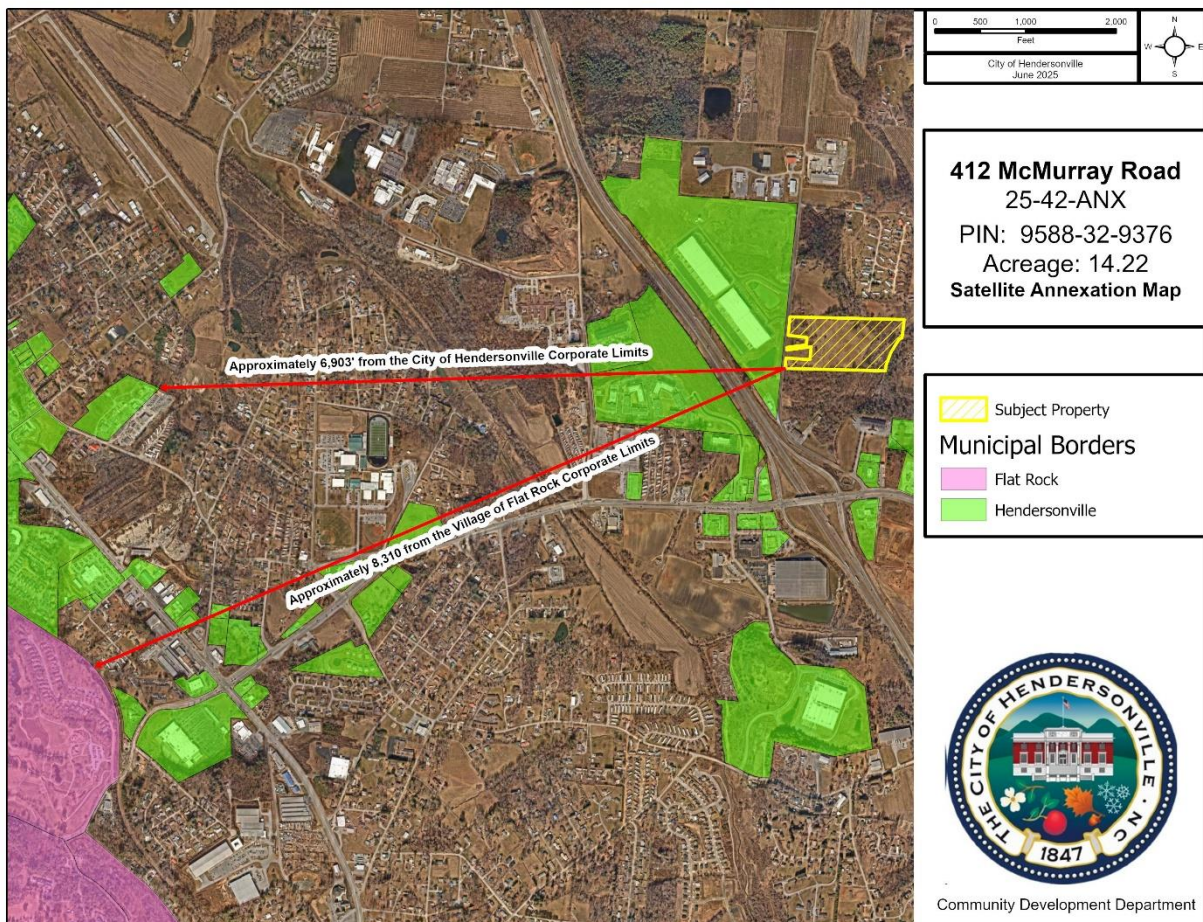 0 500 1,000 2,000
Feet
City of Hendersonville
June 2025
N
W E
S
412 McMurray Road
25-42-ANX
PIN: 9588-32-9376
Acreage: 14.22
Satellite Annexation Map
Approximately 6,903' from the City of Hendersonville Corporate Limits
Approximately 8,310 from the Village of Flat Rock Corporate Limits
Subject Property
Municipal Borders
Flat Rock
Hendersonville
THE CITY OF HENDERSONVILLE · NC
1847
Community Development Department